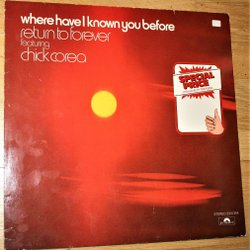 where have I known you before
return to forever
featuring
chick corea
SPECIAL
PRICE